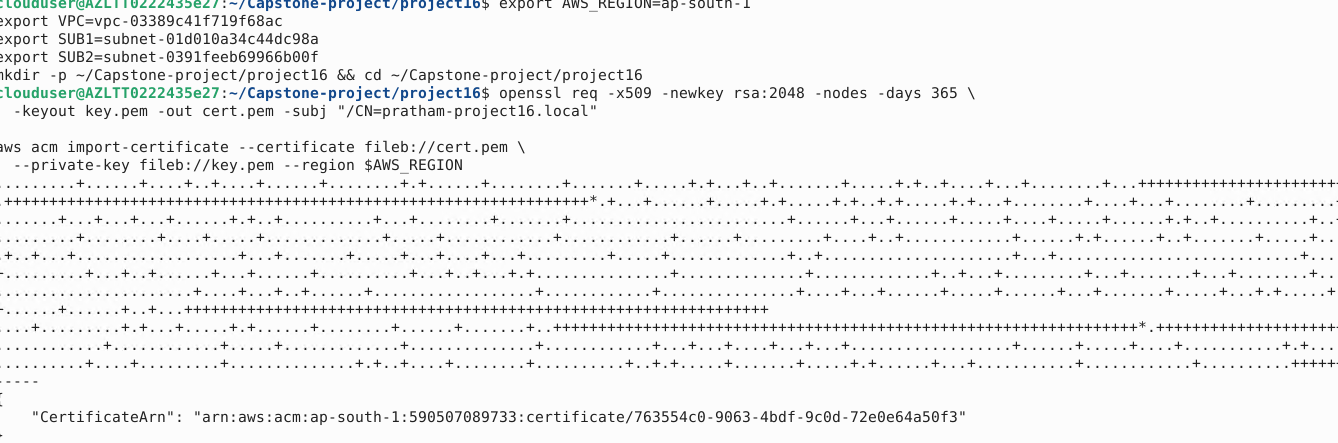 clouduser@AZLTT0222435e27:~/Capstone-project/project16$ export AWS_REGION=ap-south-1
export VPC=vpc-03389c41f719f68ac
export SUB1=subnet-01d010a34c44dc98a
export SUB2=subnet-0391feeb69966b00f
mkdir -p ~/Capstone-project/project16 && cd ~/Capstone-project/project16
clouduser@AZLTT0222435e27:~/Capstone-project/project16$ openssl req -x509 -newkey rsa:2048 -nodes -days 365 \
-keyout key.pem -out cert.pem -subj "/CN=pratham-project16.local"
aws acm import-certificate --certificate fileb://cert.pem \
--private-key fileb://key.pem --region $AWS_REGION
-----
{
"CertificateArn": "arn:aws:acm:ap-south-1:590507089733:certificate/763554c0-9063-4bdf-9c0d-72e0e64a50f3"